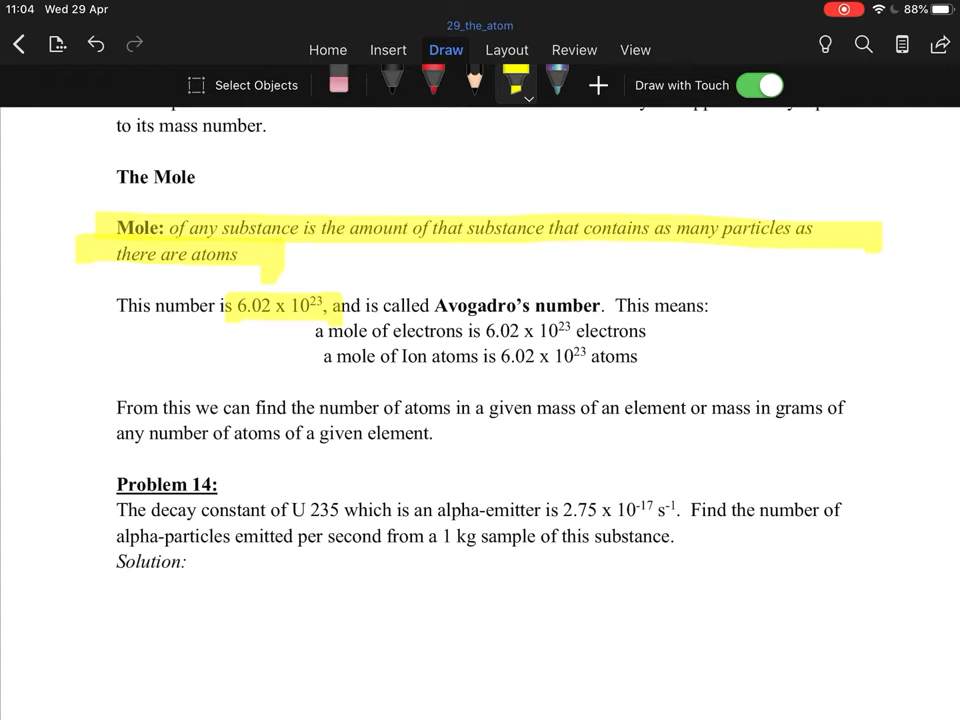 11:04 Wed 29 Apr
88%
29_the_atom
Home Insert Draw Layout Review View
Select Objects
Draw with Touch
to its mass number.
The Mole
Mole: of any substance is the amount of that substance that contains as many particles as
there are atoms
This number is 6.02 x 10²³, and is called Avogadro’s number. This means:
a mole of electrons is 6.02 x 10²³ electrons
a mole of Ion atoms is 6.02 x 10²³ atoms
From this we can find the number of atoms in a given mass of an element or mass in grams of
any number of atoms of a given element.
Problem 14:
The decay constant of U 235 which is an alpha-emitter is 2.75 x 10⁻¹⁷ s⁻¹. Find the number of
alpha-particles emitted per second from a 1 kg sample of this substance.
Solution: